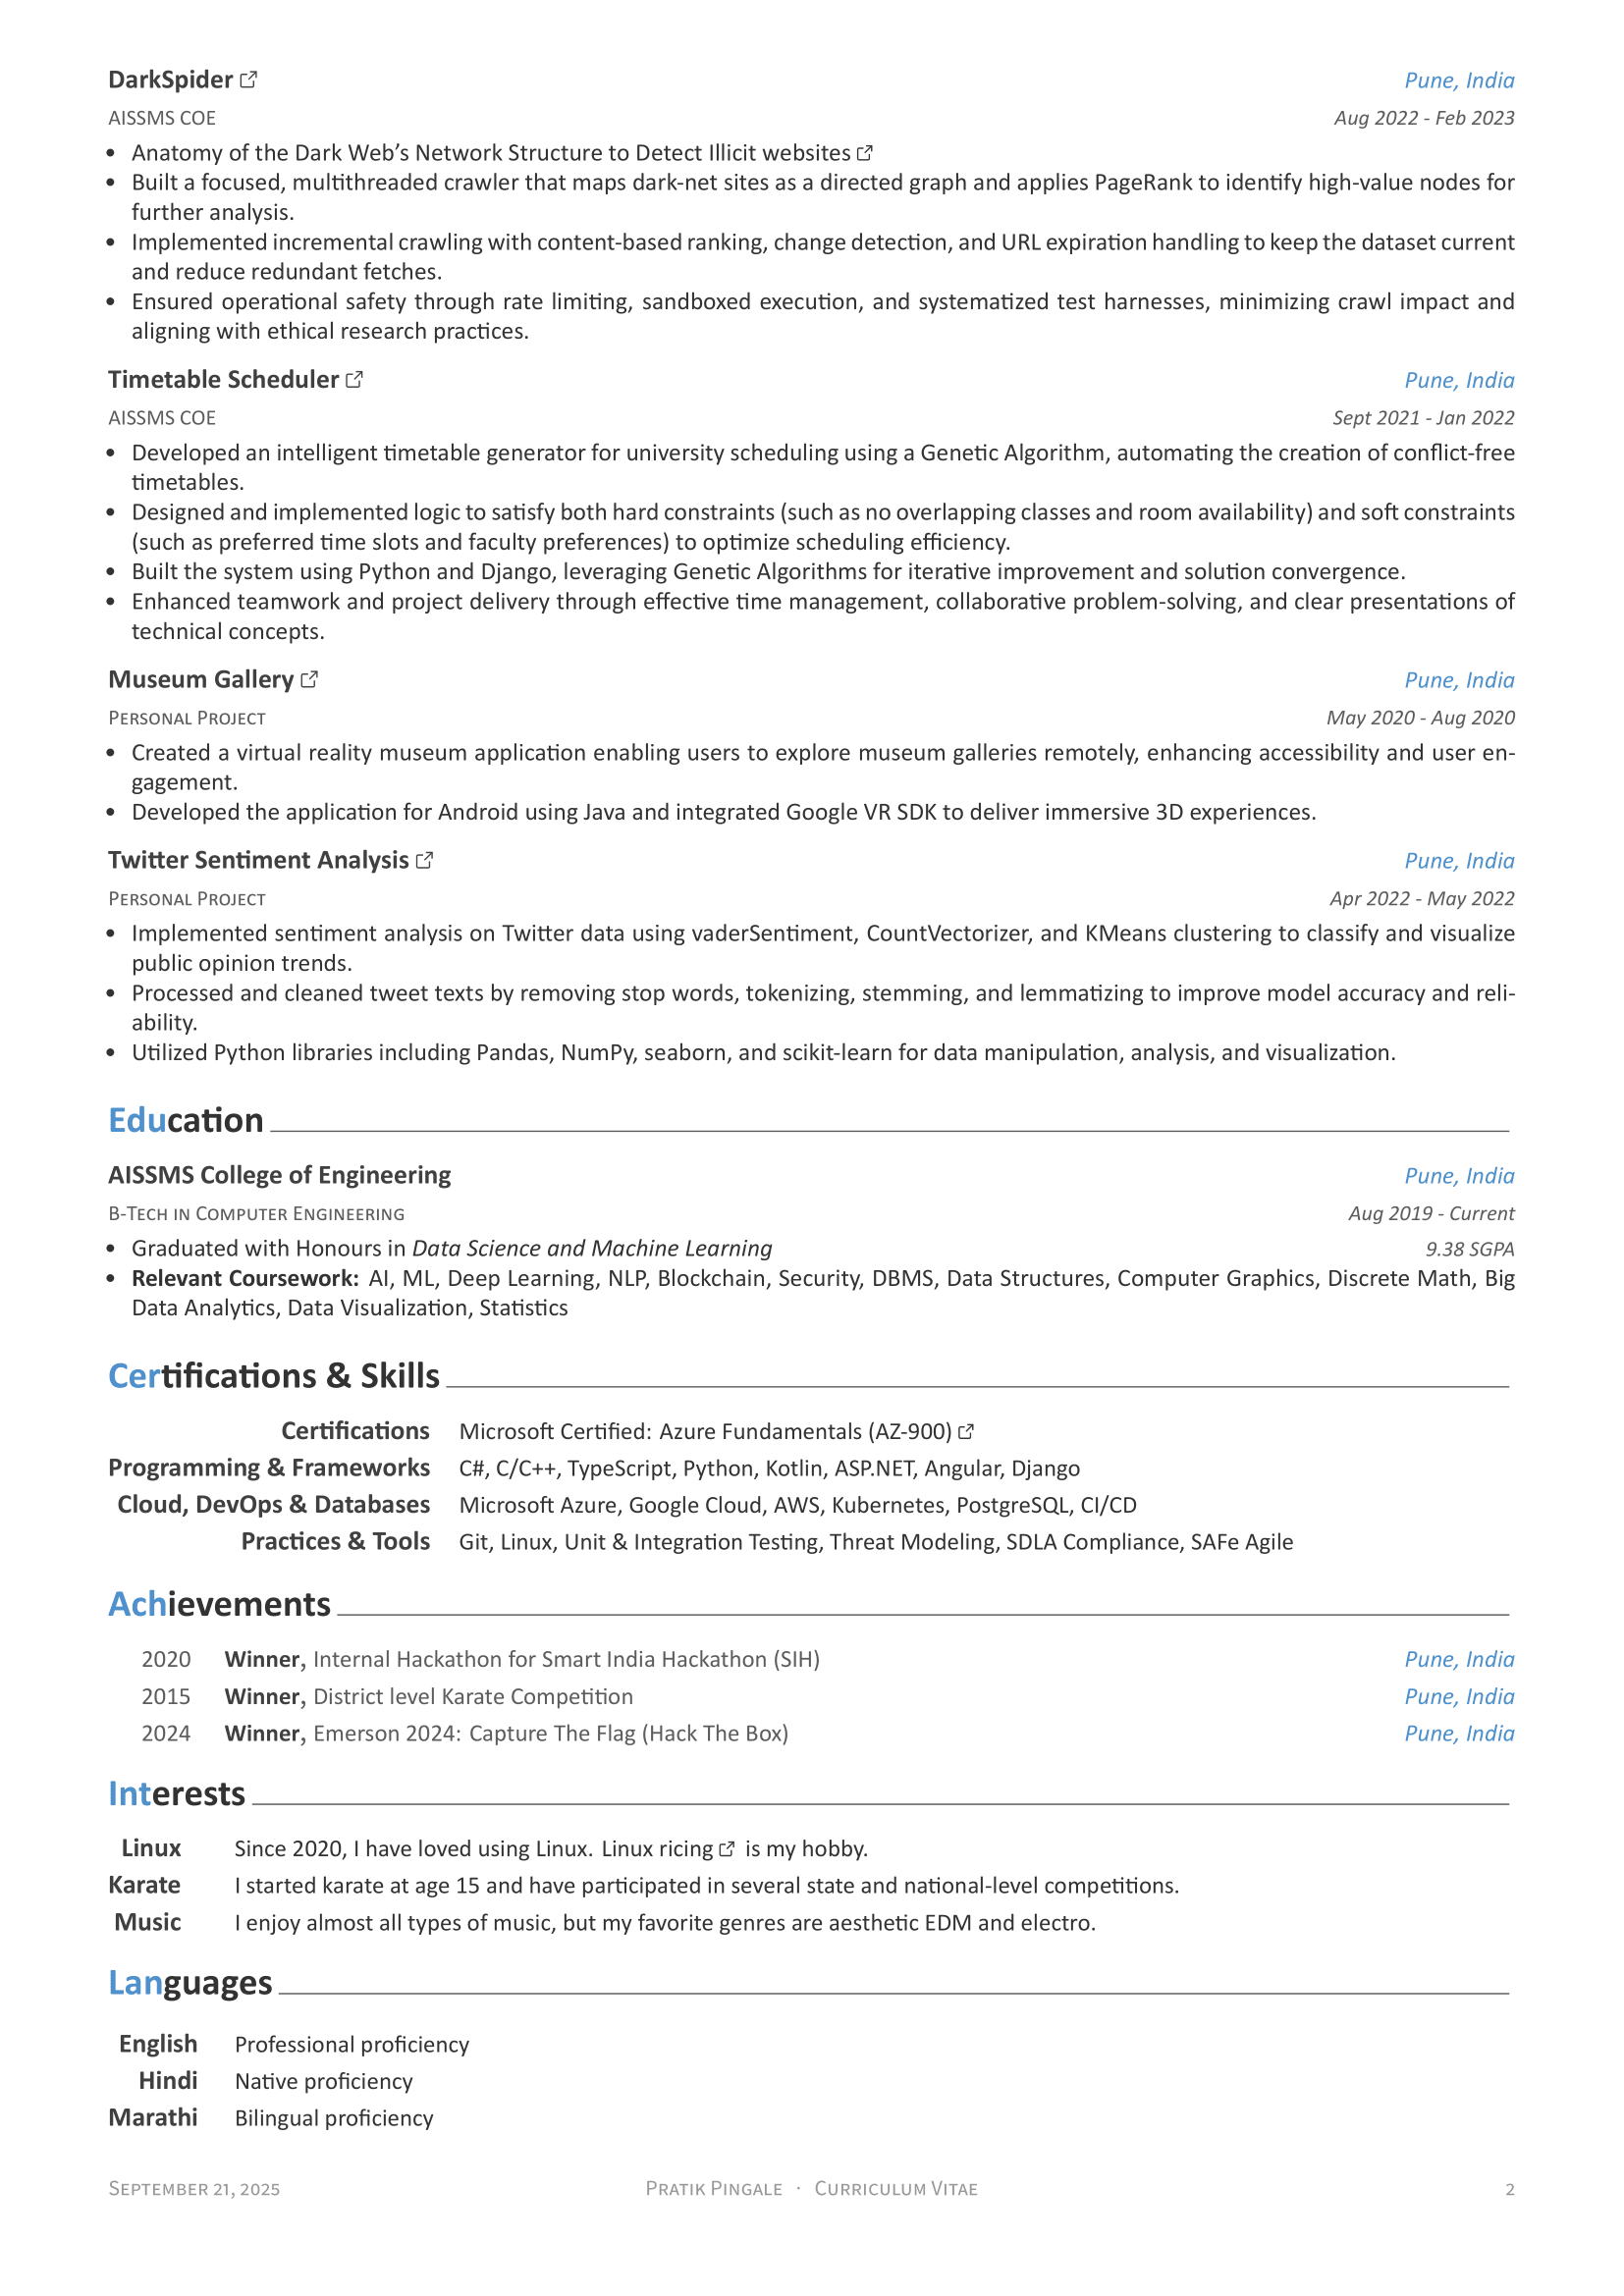 DarkSpider Pune, India
AISSMS COE Aug 2022 - Feb 2023
• Anatomy of the Dark Web’s Network Structure to Detect Illicit websites
• Built a focused, multithreaded crawler that maps dark-net sites as a directed graph and applies PageRank to identify high-value nodes for
further analysis.
• Implemented incremental crawling with content-based ranking, change detection, and URL expiration handling to keep the dataset current
and reduce redundant fetches.
• Ensured operational safety through rate limiting, sandboxed execution, and systematized test harnesses, minimizing crawl impact and
aligning with ethical research practices.
Timetable Scheduler Pune, India
AISSMS COE Sept 2021 - Jan 2022
• Developed an intelligent timetable generator for university scheduling using a Genetic Algorithm, automating the creation of conflict-free
timetables.
• Designed and implemented logic to satisfy both hard constraints (such as no overlapping classes and room availability) and soft constraints
(such as preferred time slots and faculty preferences) to optimize scheduling efficiency.
• Built the system using Python and Django, leveraging Genetic Algorithms for iterative improvement and solution convergence.
• Enhanced teamwork and project delivery through effective time management, collaborative problem-solving, and clear presentations of
technical concepts.
Museum Gallery Pune, India
Personal Project May 2020 - Aug 2020
• Created a virtual reality museum application enabling users to explore museum galleries remotely, enhancing accessibility and user en-
gagement.
• Developed the application for Android using Java and integrated Google VR SDK to deliver immersive 3D experiences.
Twitter Sentiment Analysis Pune, India
Personal Project Apr 2022 - May 2022
• Implemented sentiment analysis on Twitter data using vaderSentiment, CountVectorizer, and KMeans clustering to classify and visualize
public opinion trends.
• Processed and cleaned tweet texts by removing stop words, tokenizing, stemming, and lemmatizing to improve model accuracy and reli-
ability.
• Utilized Python libraries including Pandas, NumPy, seaborn, and scikit-learn for data manipulation, analysis, and visualization.
Education
AISSMS College of Engineering Pune, India
B-Tech in Computer Engineering Aug 2019 - Current
• Graduated with Honours in Data Science and Machine Learning 9.38 SGPA
• Relevant Coursework: AI, ML, Deep Learning, NLP, Blockchain, Security, DBMS, Data Structures, Computer Graphics, Discrete Math, Big
Data Analytics, Data Visualization, Statistics
Certifications & Skills
Certifications Microsoft Certified: Azure Fundamentals (AZ-900)
Programming & Frameworks C#, C/C++, TypeScript, Python, Kotlin, ASP.NET, Angular, Django
Cloud, DevOps & Databases Microsoft Azure, Google Cloud, AWS, Kubernetes, PostgreSQL, CI/CD
Practices & Tools Git, Linux, Unit & Integration Testing, Threat Modeling, SDLA Compliance, SAFe Agile
Achievements
2020 Winner, Internal Hackathon for Smart India Hackathon (SIH) Pune, India
2015 Winner, District level Karate Competition Pune, India
2024 Winner, Emerson 2024: Capture The Flag (Hack The Box) Pune, India
Interests
Linux Since 2020, I have loved using Linux. Linux ricing is my hobby.
Karate I started karate at age 15 and have participated in several state and national-level competitions.
Music I enjoy almost all types of music, but my favorite genres are aesthetic EDM and electro.
Languages
English Professional proficiency
Hindi Native proficiency
Marathi Bilingual proficiency
September 21, 2025 Pratik Pingale · Curriculum Vitae 2